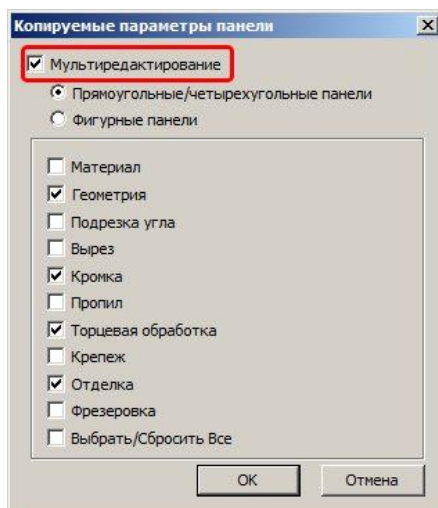 Копируемые параметры панели
Мультиредактирование
Прямоугольные/четырехугольные панели
Фигурные панели
Материал
Геометрия
Подрезка угла
Вырез
Кромка
Пропил
Торцевая обработка
Крепеж
Отделка
Фрезеровка
Выбрать/Сбросить Все
OK
Отмена